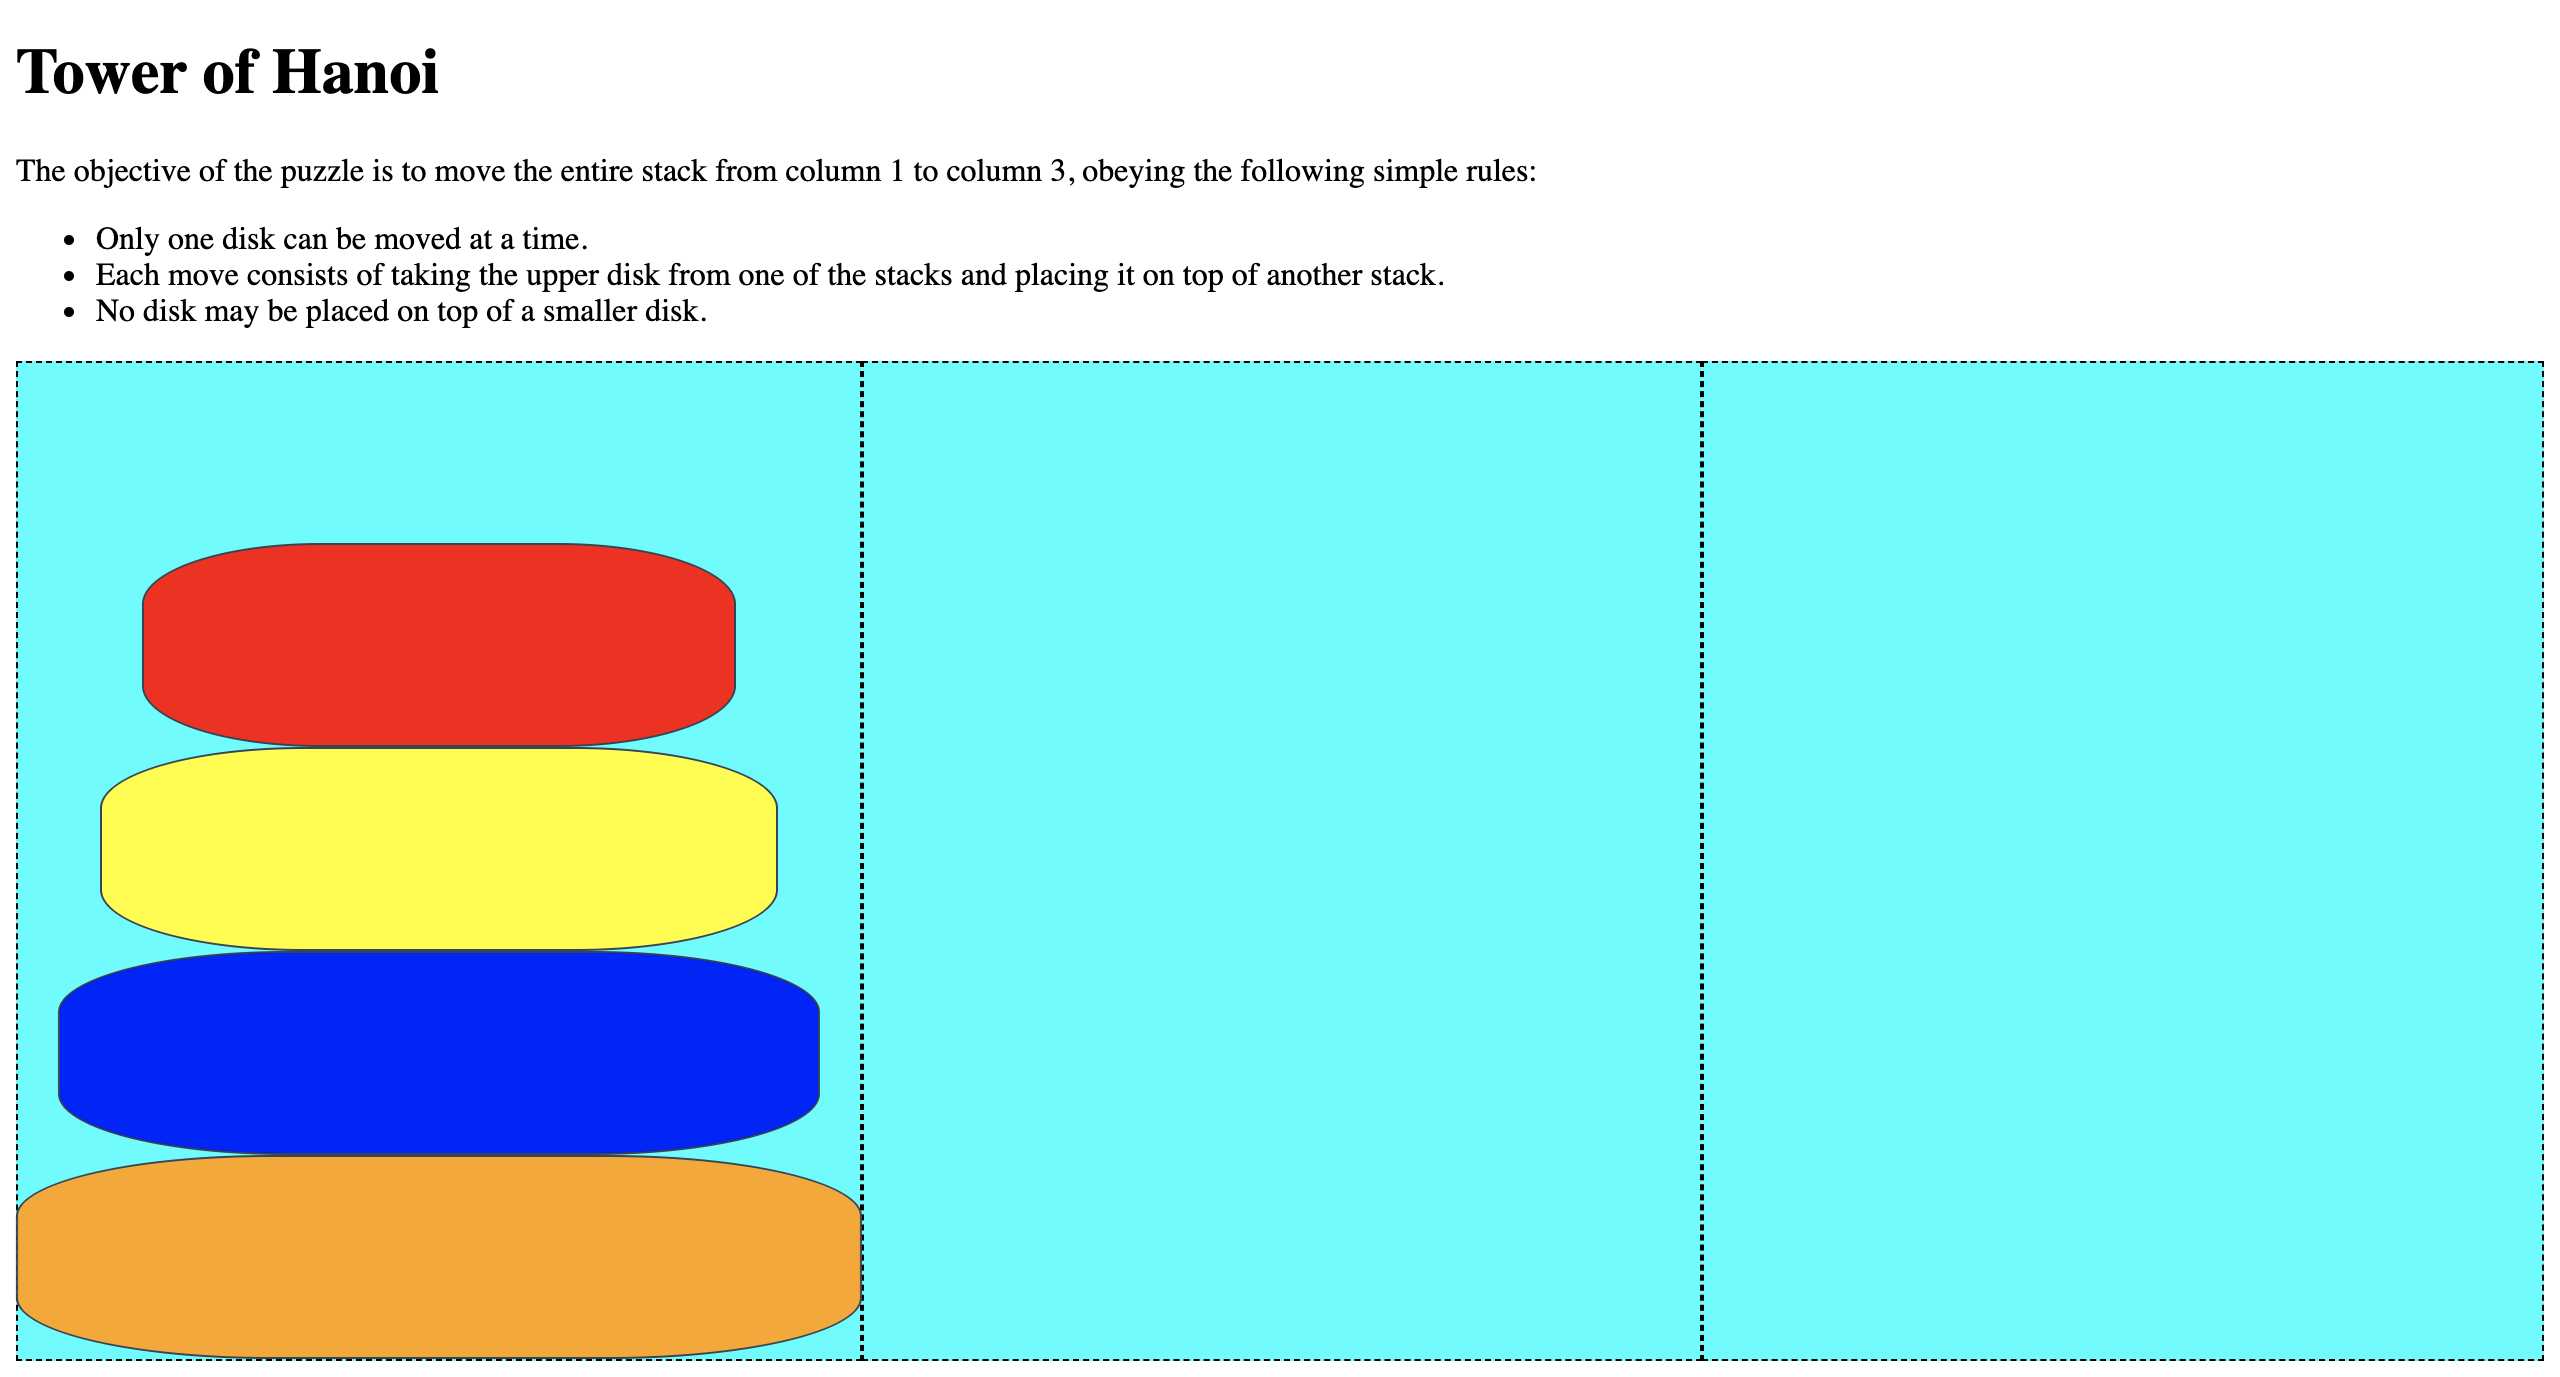 Tower of Hanoi
The objective of the puzzle is to move the entire stack from column 1 to column 3, obeying the following simple rules:
• Only one disk can be moved at a time.
• Each move consists of taking the upper disk from one of the stacks and placing it on top of another stack.
• No disk may be placed on top of a smaller disk.